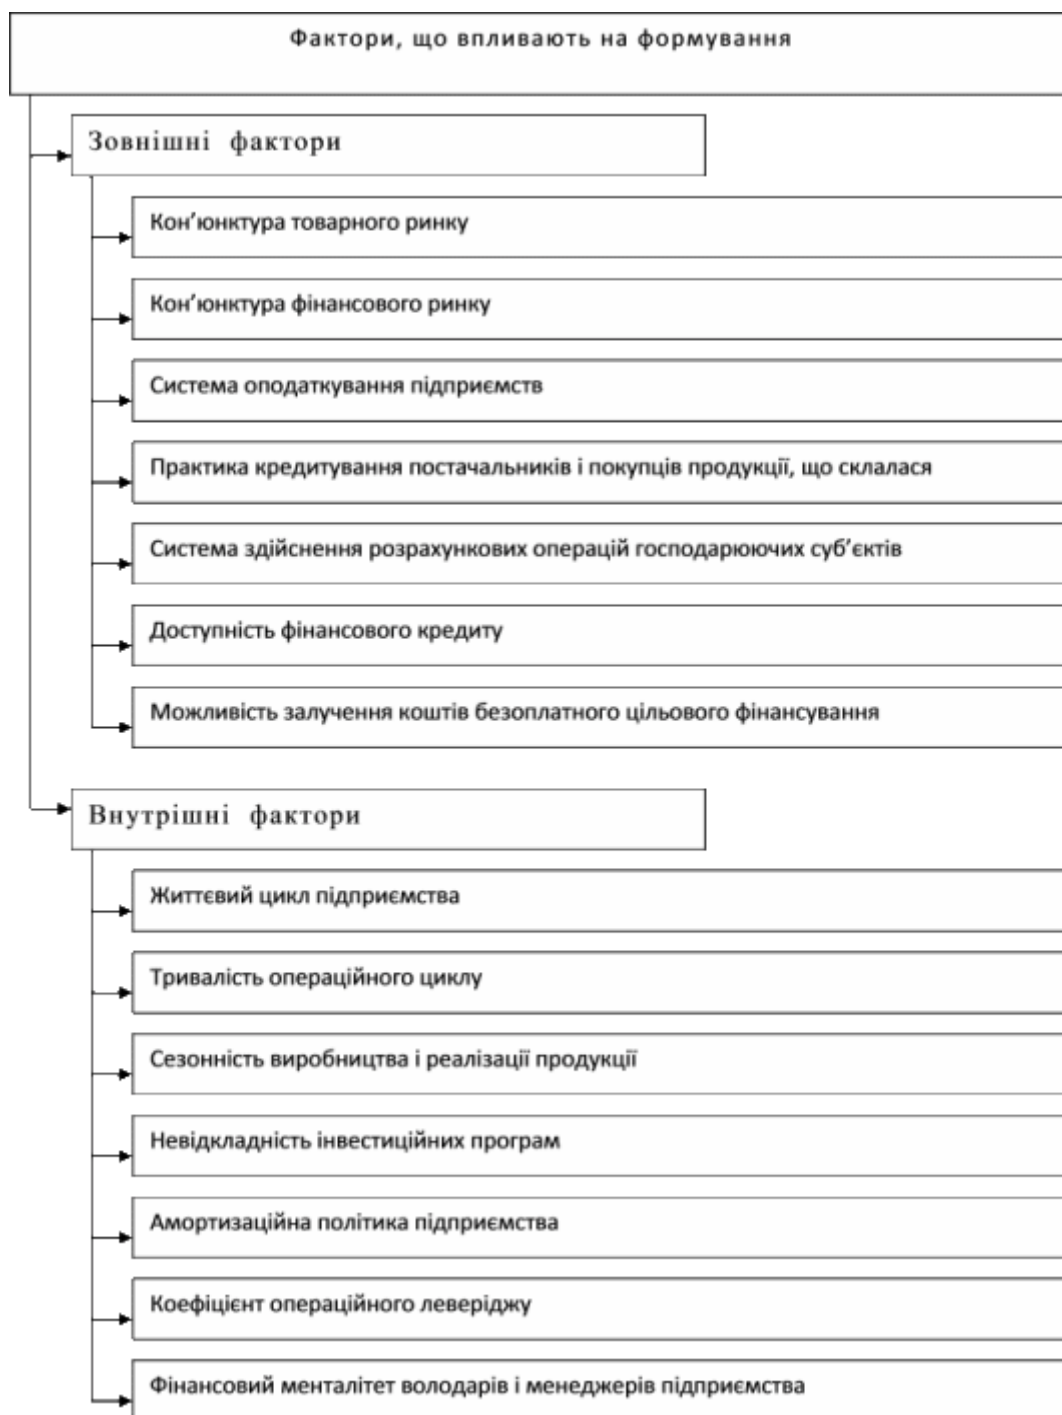 Фактори, що впливають на формування
Зовнішні фактори
Кон’юнктура товарного ринку
Кон’юнктура фінансового ринку
Система оподаткування підприємств
Практика кредитування постачальників і покупців продукції, що склалася
Система здійснення розрахункових операцій господарюючих суб’єктів
Доступність фінансового кредиту
Можливість залучення коштів безоплатного цільового фінансування
Внутрішні фактори
Життєвий цикл підприємства
Тривалість операційного циклу
Сезонність виробництва і реалізації продукції
Невідкладність інвестиційних програм
Амортизаційна політика підприємства
Коефіцієнт операційного леверіджу
Фінансовий менталітет володарів і менеджерів підприємства